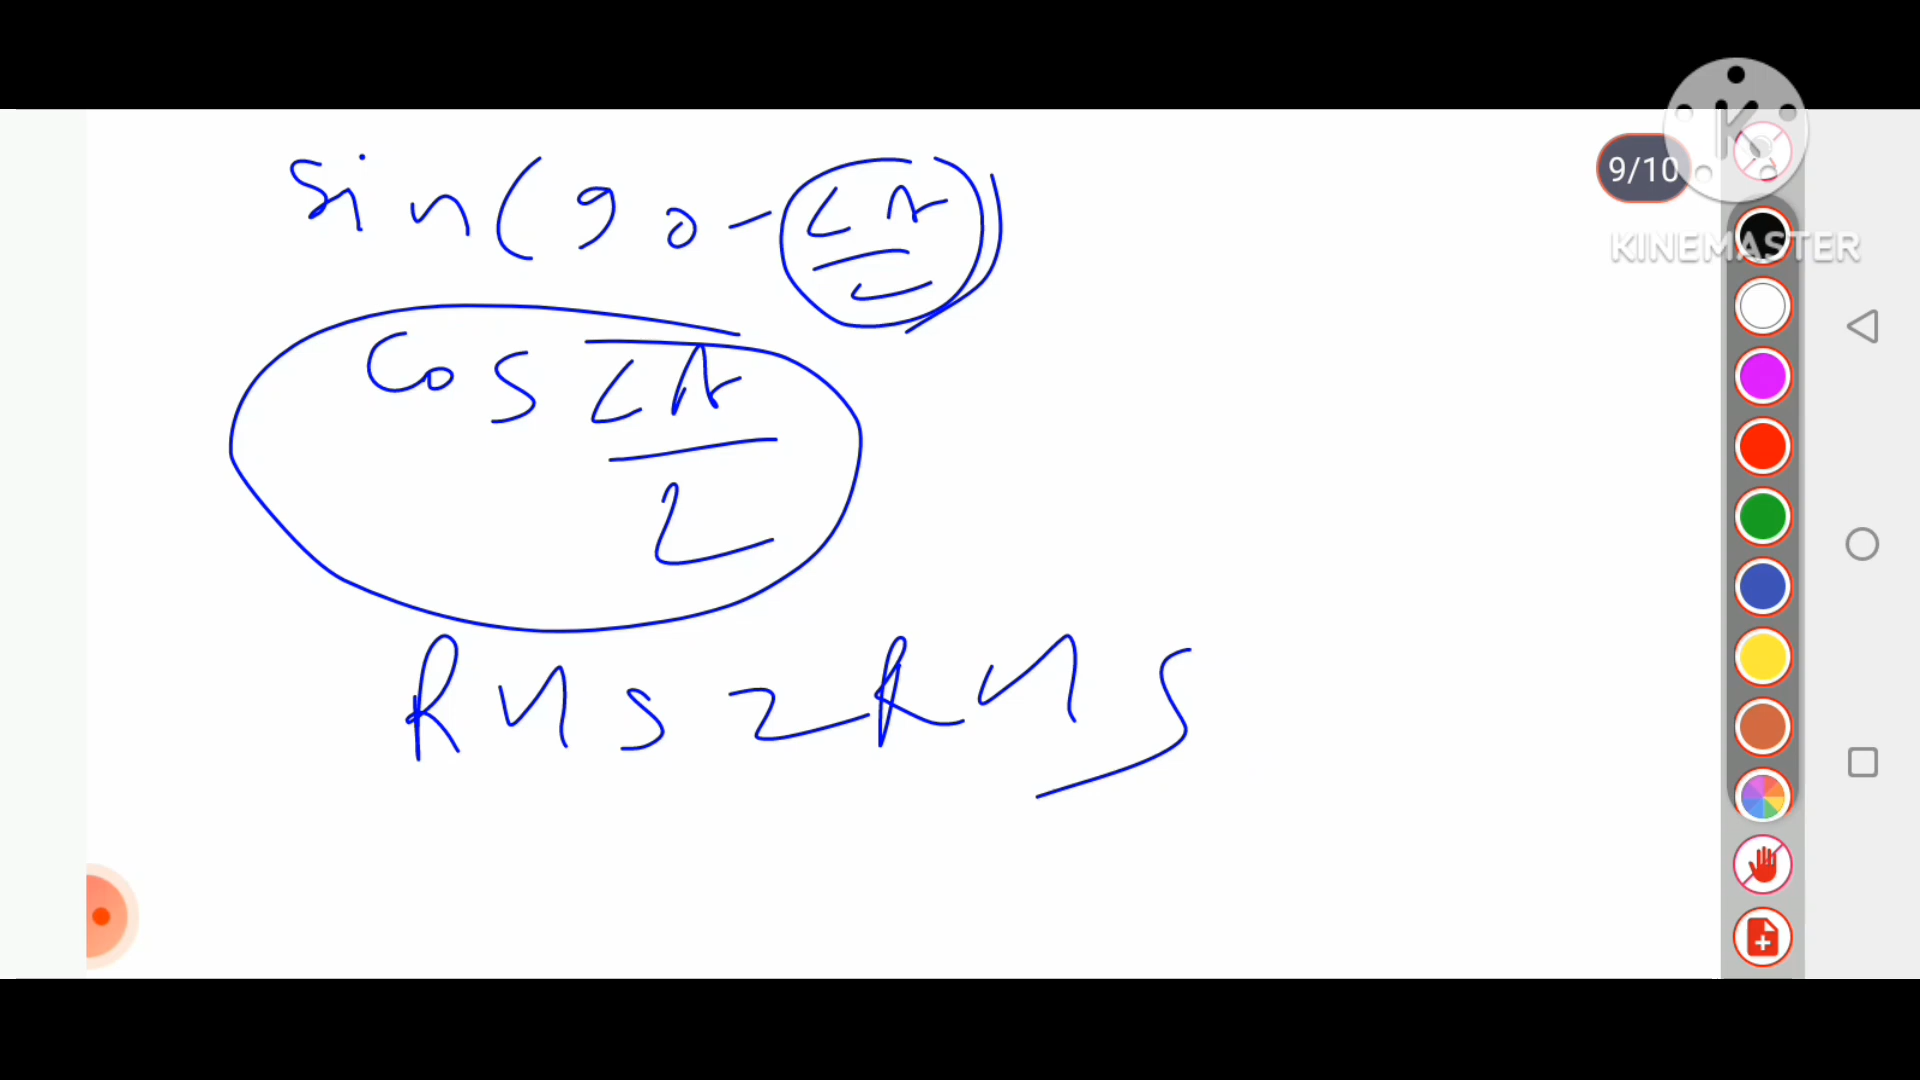 sin(90-∠A/2)
9/10
KINEMASTER
cos ∠A/2
RHS = RHS